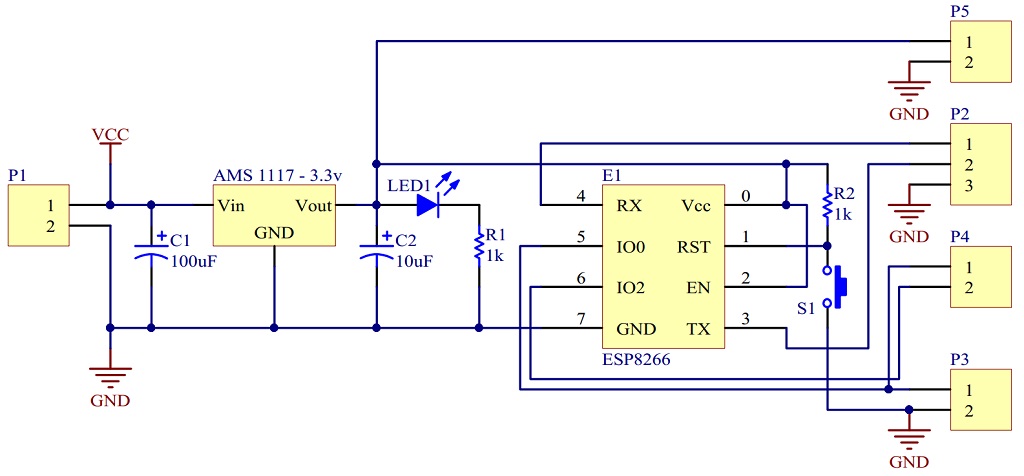 P5
1
2
GND
P2
1
2
3
GND
VCC
P1
1
2
AMS 1117 - 3.3v
Vin Vout
GND
LED1
C1
100uF
C2
10uF
R1
1k
E1
4 RX Vcc 0
5 IO0 RST 1
6 IO2 EN 2
7 GND TX 3
ESP8266
R2
1k
S1
P4
1
2
P3
1
2
GND
GND